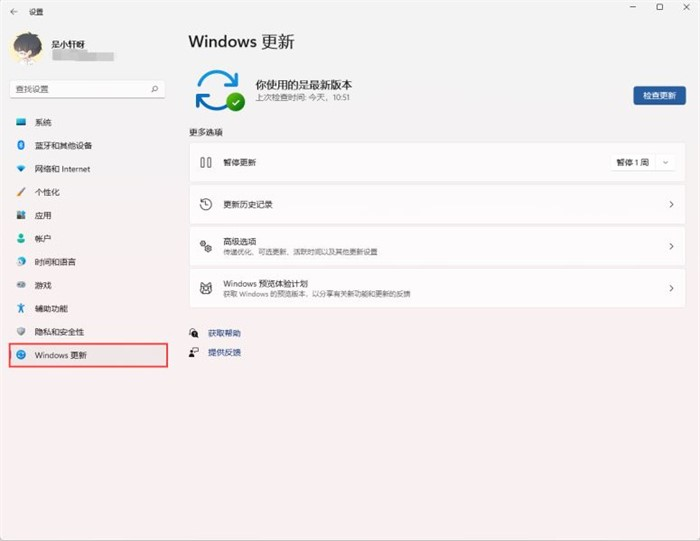 设置
是小轩呀
查找设置
系统
蓝牙和其他设备
网络和 Internet
个性化
应用
帐户
时间和语言
游戏
辅助功能
隐私和安全性
Windows 更新
Windows 更新
你使用的是最新版本
上次检查时间: 今天，10:51
检查更新
更多选项
暂停更新
暂停 1 周
更新历史记录
高级选项
传递优化、可选更新、活跃时间以及其他更新设置
Windows 预览体验计划
获取 Windows 的预览版本，以分享有关新功能和更新的反馈
获取帮助
提供反馈